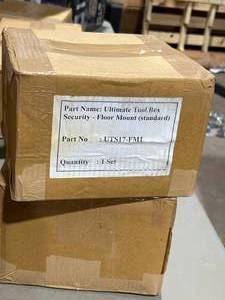 Part Name: Ultimate Tool Box
Security - Floor Mount (standard)
Part No : UTS17-FM1
Quantity : 1 Set